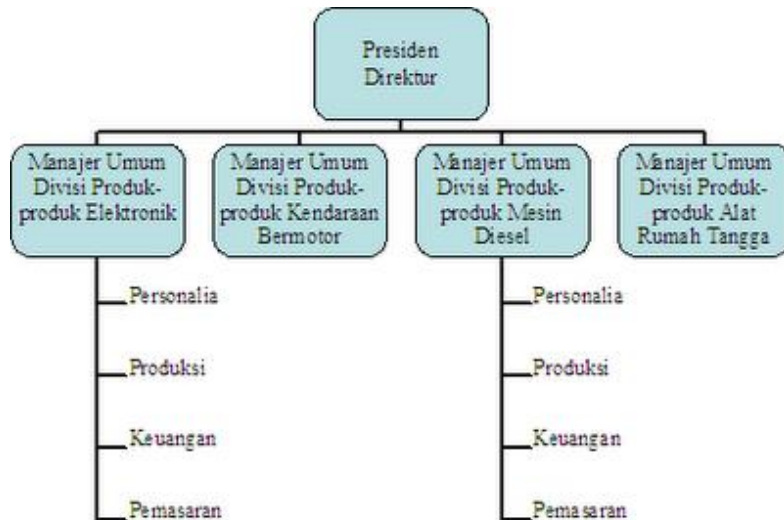 Presiden
Direktur
Manajer Umum
Divisi Produk-
produk Elektronik
Manajer Umum
Divisi Produk-
produk Kendaraan
Bermotor
Manajer Umum
Divisi Produk-
produk Mesin
Diesel
Manajer Umum
Divisi Produk-
produk Alat
Rumah Tangga
Personalia
Produksi
Keuangan
Pemasaran
Personalia
Produksi
Keuangan
Pemasaran